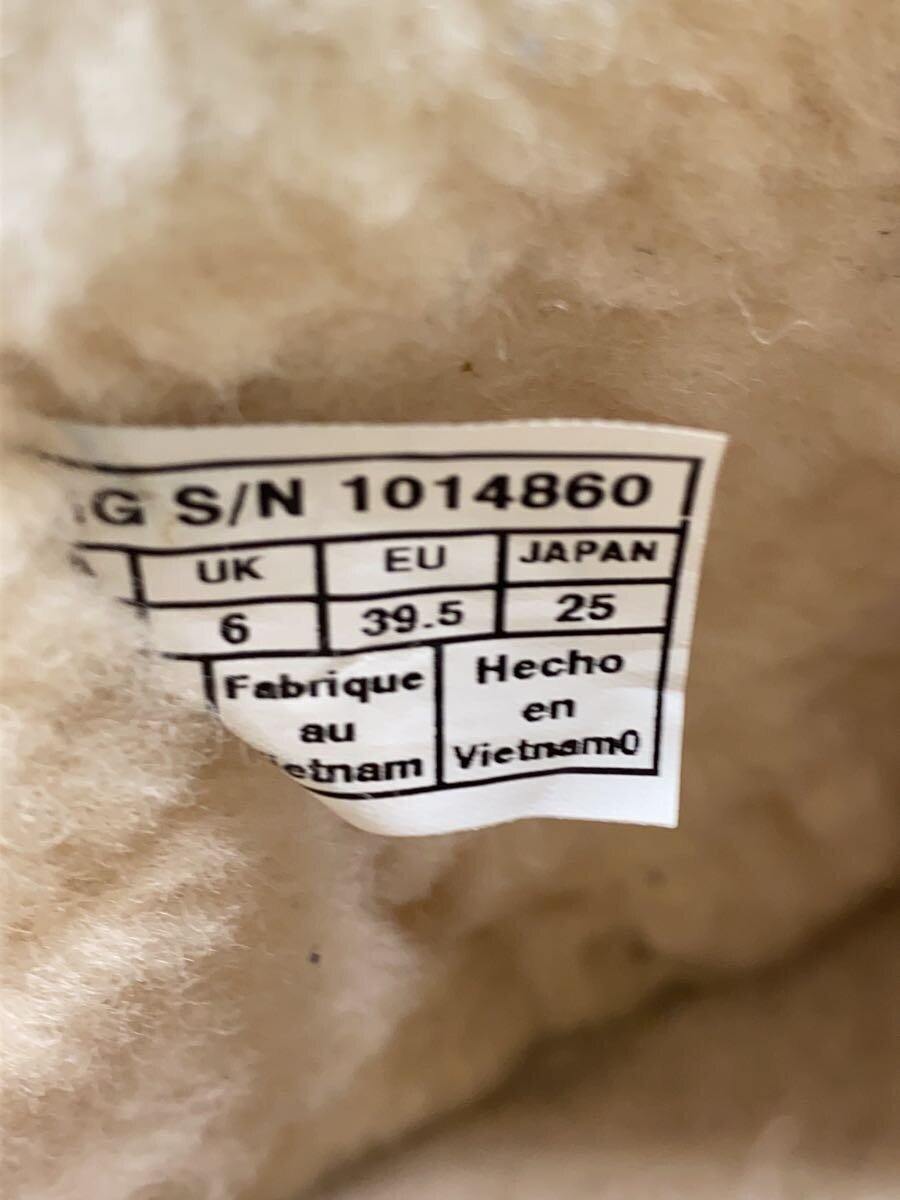 G S/N 1014860
UK EU JAPAN
6 39.5 25
Fabrique
au
Hecho
en
Vietnam0